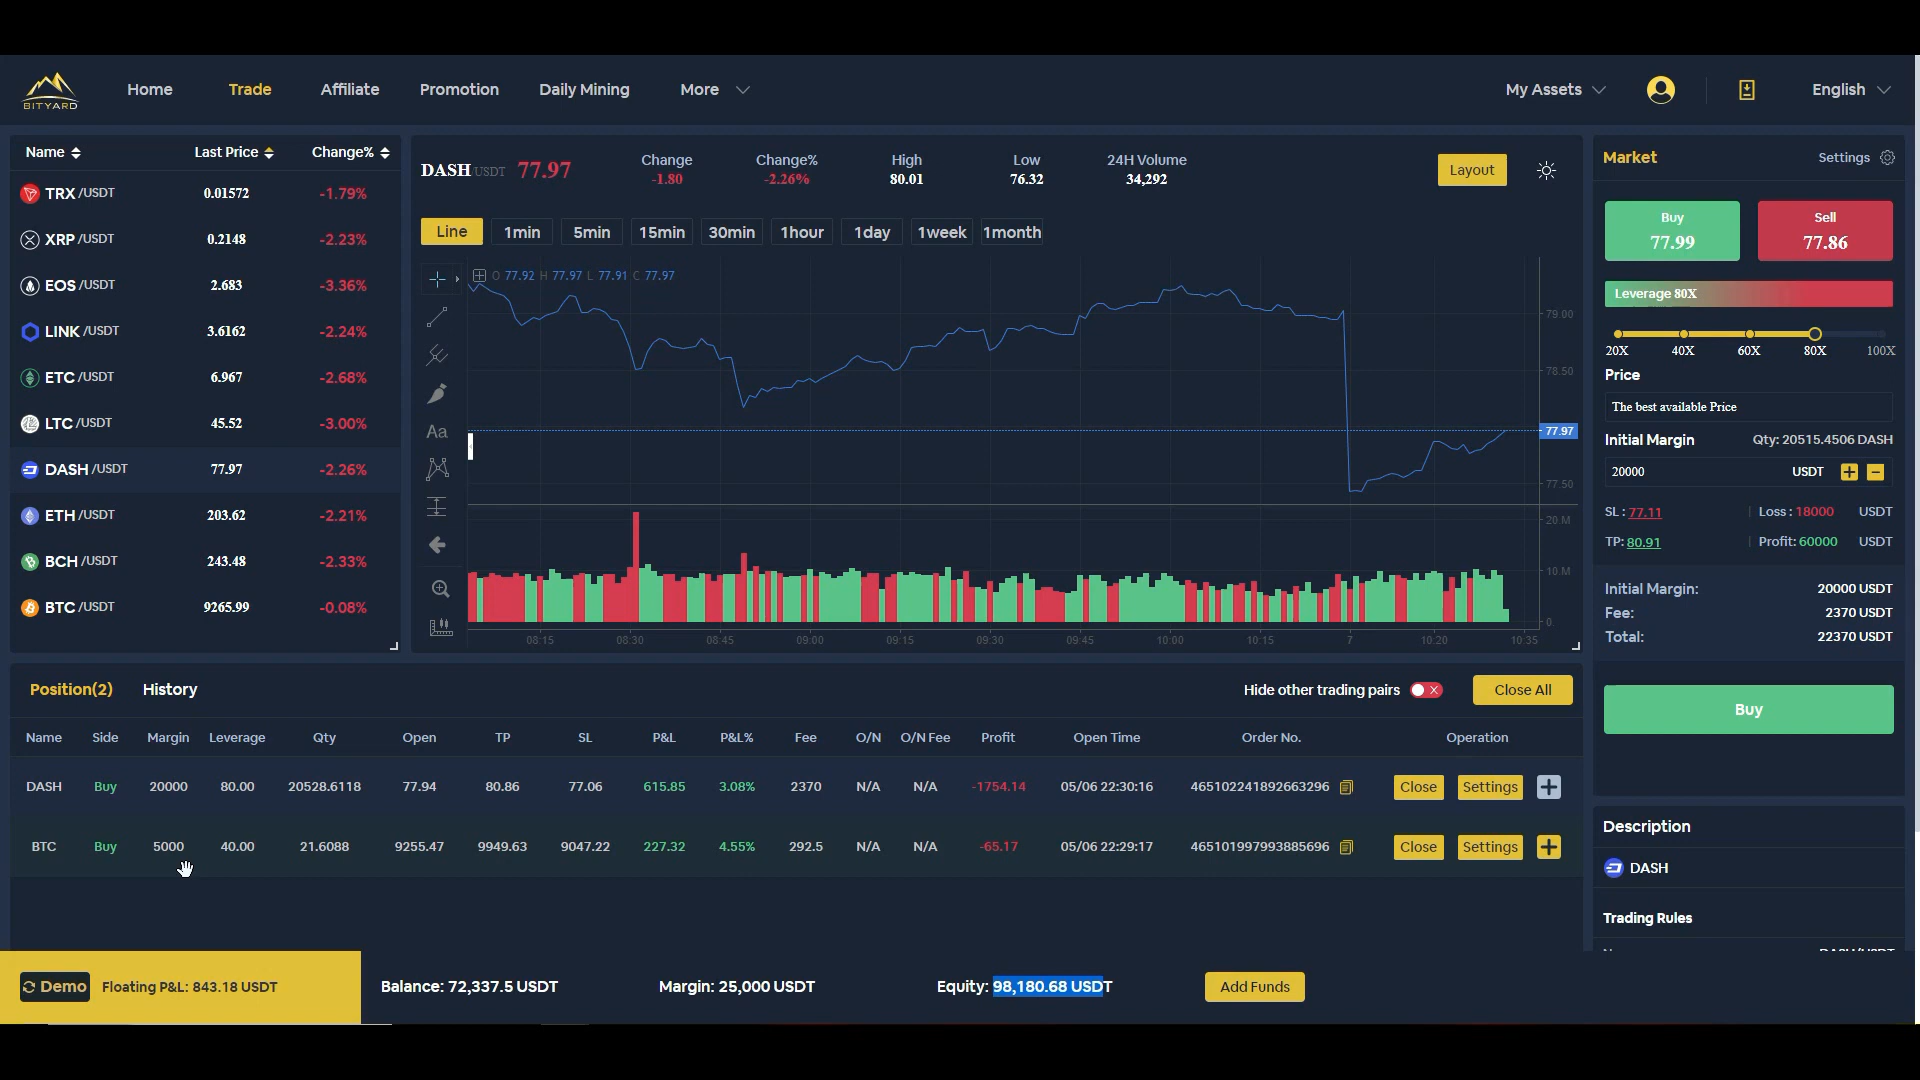 BITYARD
Home Trade Affiliate Promotion Daily Mining More My Assets English
Name Last Price Change%
TRX /USDT 0.01572 -1.79%
XRP /USDT 0.2148 -2.23%
EOS /USDT 2.683 -3.36%
LINK /USDT 3.6162 -2.24%
ETC /USDT 6.967 -2.68%
LTC /USDT 45.52 -3.00%
DASH /USDT 77.97 -2.26%
ETH /USDT 203.62 -2.21%
BCH /USDT 243.48 -2.33%
BTC /USDT 9265.99 -0.08%
DASH/USDT 77.97
Change -1.80
Change% -2.26%
High 80.01
Low 76.32
24H Volume 34,292
Layout
Line 1min 5min 15min 30min 1hour 1day 1week 1month
O 77.92 H 77.97 L 77.91 C 77.97
Aa
79.00
78.50
77.97
77.50
20 M
10 M
0
08:15 08:30 08:45 09:00 09:15 09:30 09:45 10:00 10:15 7 10:20 10:35
Market Settings
Buy 77.99
Sell 77.86
Leverage 80X
20X 40X 60X 80X 100X
Price
The best available Price
Initial Margin Qty: 20515.4506 DASH
20000 USDT
SL : 77.11 | Loss : 18000 USDT
TP: 80.91 | Profit: 60000 USDT
Initial Margin: 20000 USDT
Fee: 2370 USDT
Total: 22370 USDT
Buy
Description
DASH
Trading Rules
Position(2) History Hide other trading pairs Close All
Name Side Margin Leverage Qty Open TP SL P&L P&L% Fee O/N O/N Fee Profit Open Time Order No. Operation
DASH Buy 20000 80.00 20528.6118 77.94 80.86 77.06 615.85 3.08% 2370 N/A N/A -1754.14 05/06 22:30:16 465102241892663296 Close Settings
BTC Buy 5000 40.00 21.6088 9255.47 9949.63 9047.22 227.32 4.55% 292.5 N/A N/A -65.17 05/06 22:29:17 465101997993885696 Close Settings
Demo Floating P&L: 843.18 USDT Balance: 72,337.5 USDT Margin: 25,000 USDT Equity: 98,180.68 USDT Add Funds